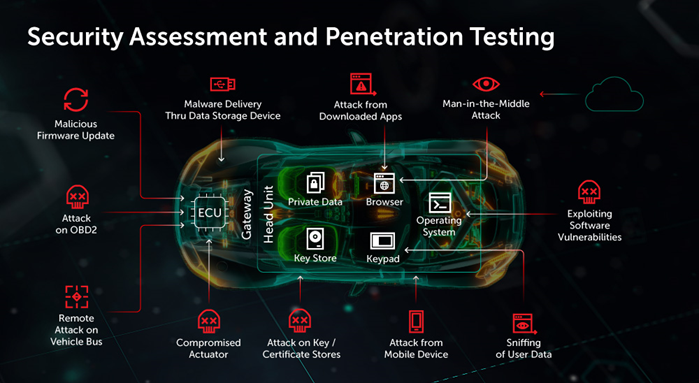 Security Assessment and Penetration Testing
Malicious
Firmware Update
Malware Delivery
Thru Data Storage Device
Attack from
Downloaded Apps
Man-in-the-Middle
Attack
Attack
on OBD2
ECU
Gateway
Head Unit
Private Data
Browser
Operating
System
Key Store
Keypad
Exploiting
Software
Vulnerabilities
Remote
Attack on
Vehicle Bus
Compromised
Actuator
Attack on Key /
Certificate Stores
Attack from
Mobile Device
Sniffing
of User Data